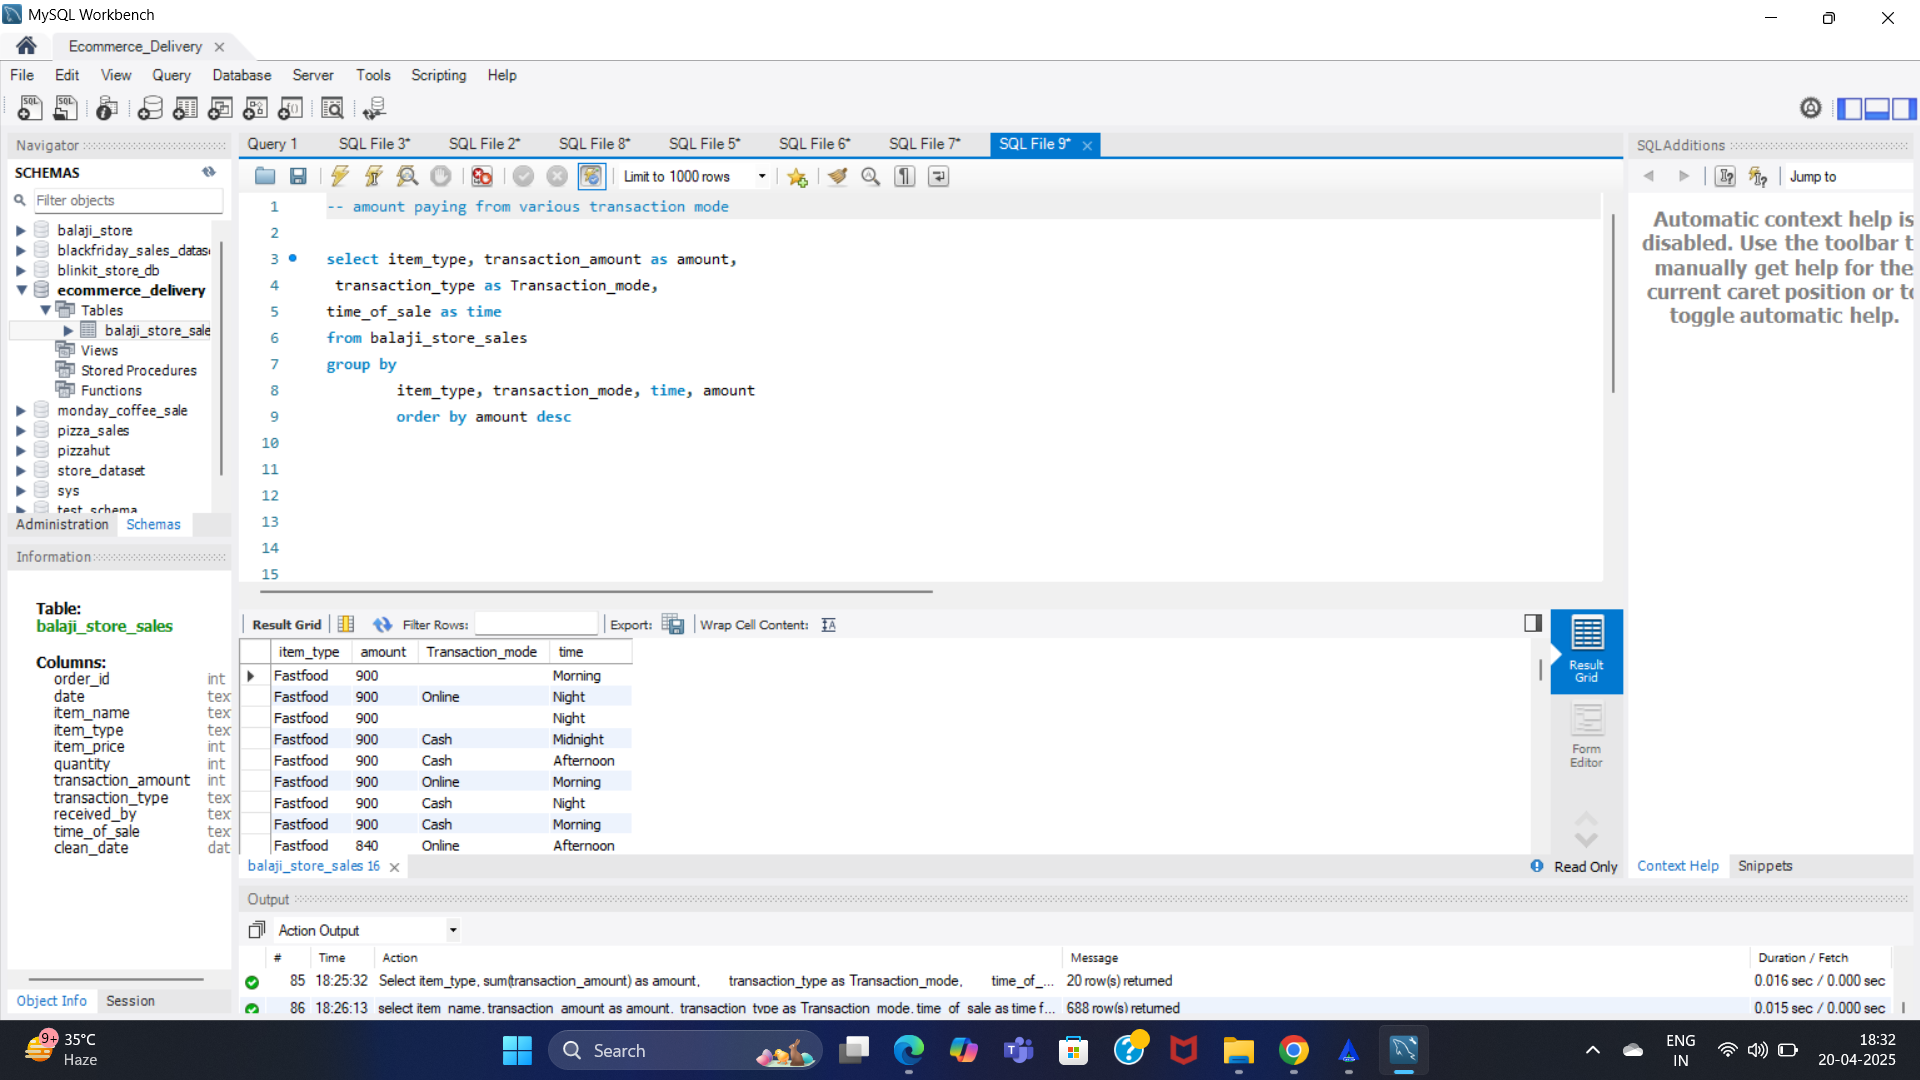 MySQL Workbench
Ecommerce_Delivery
File Edit View Query Database Server Tools Scripting Help
Navigator
SCHEMAS
Filter objects
balaji_store
blackfriday_sales_datas
blinkit_store_db
ecommerce_delivery
Tables
balaji_store_sale
Views
Stored Procedures
Functions
monday_coffee_sale
pizza_sales
pizzahut
store_dataset
sys
test_schema
Administration Schemas
Information
Table:
balaji_store_sales
Columns:
order_id int
date tex
item_name tex
item_type tex
item_price int
quantity int
transaction_amount int
transaction_type tex
received_by tex
time_of_sale tex
clean_date dat
Object Info Session
Query 1 SQL File 3* SQL File 2* SQL File 8* SQL File 5* SQL File 6* SQL File 7* SQL File 9*
Limit to 1000 rows
1 -- amount paying from various transaction mode
2
3 select item_type, transaction_amount as amount,
4 transaction_type as Transaction_mode,
5 time_of_sale as time
6 from balaji_store_sales
7 group by
8 item_type, transaction_mode, time, amount
9 order by amount desc
10
11
12
13
14
15
Result Grid Filter Rows: Export: Wrap Cell Content:
item_type amount Transaction_mode time
Fastfood 900 Morning
Fastfood 900 Online Night
Fastfood 900 Night
Fastfood 900 Cash Midnight
Fastfood 900 Cash Afternoon
Fastfood 900 Online Morning
Fastfood 900 Cash Night
Fastfood 900 Cash Morning
Fastfood 840 Online Afternoon
Result
Grid
Form
Editor
balaji_store_sales 16
Read Only
SQLAdditions
Jump to
Automatic context help is
disabled. Use the toolbar t
manually get help for the
current caret position or to
toggle automatic help.
Context Help Snippets
Output
Action Output
# Time Action Message Duration / Fetch
85 18:25:32 Select item_type, sum(transaction_amount) as amount, transaction_type as Transaction_mode, time_of_... 20 row(s) returned 0.016 sec / 0.000 sec
86 18:26:13 select item_name, transaction_amount as amount, transaction_type as Transaction_mode, time_of_sale as time f... 688 row(s) returned 0.015 sec / 0.000 sec
9+
35°C
Haze
Search
ENG
IN
18:32
20-04-2025